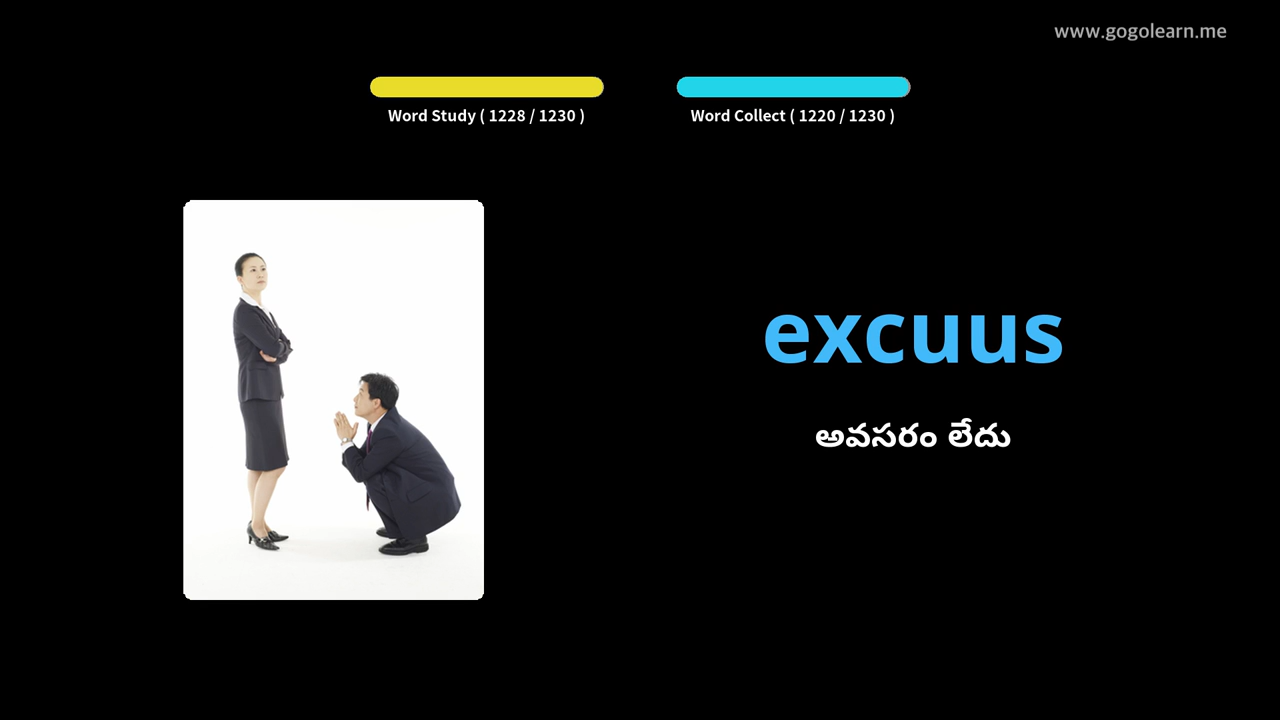 www.gogolearn.me
Word Study ( 1228 / 1230 )
Word Collect ( 1220 / 1230 )
excuus
అవసరం లేదు